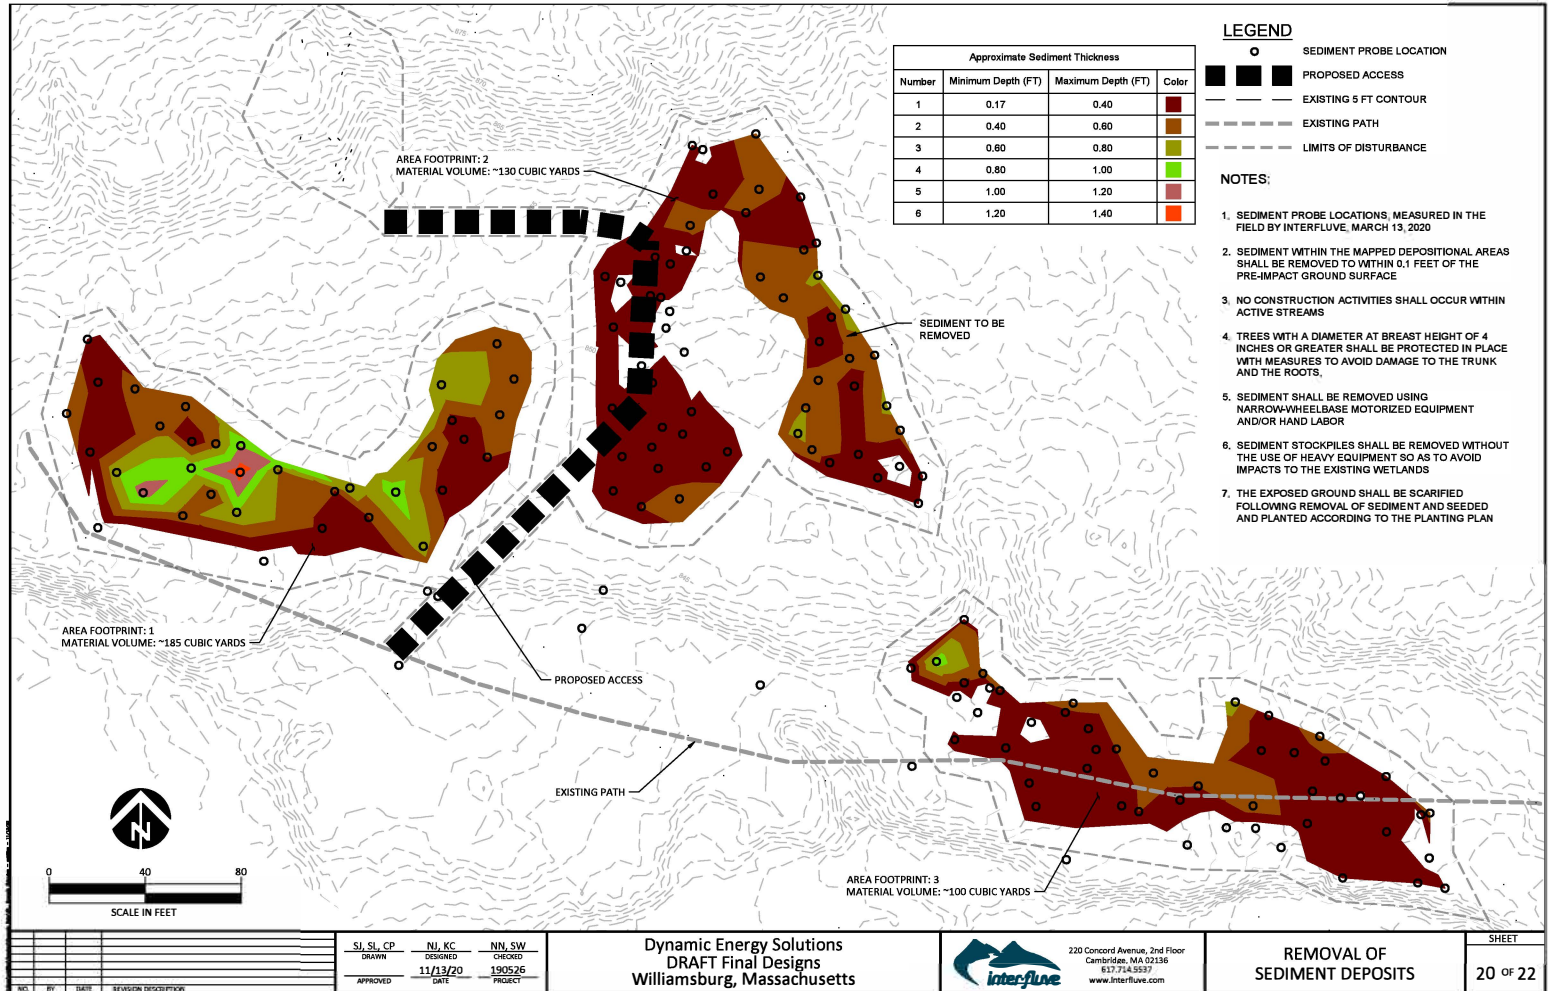 LEGEND
SEDIMENT PROBE LOCATION
PROPOSED ACCESS
EXISTING 5 FT CONTOUR
EXISTING PATH
LIMITS OF DISTURBANCE
Approximate Sediment Thickness
Number Minimum Depth (FT) Maximum Depth (FT) Color
1 0.17 0.40
2 0.40 0.60
3 0.60 0.80
4 0.80 1.00
5 1.00 1.20
6 1.20 1.40
NOTES:
1. SEDIMENT PROBE LOCATIONS, MEASURED IN THE
FIELD BY INTERFLUVE, MARCH 13, 2020
2. SEDIMENT WITHIN THE MAPPED DEPOSITIONAL AREAS
SHALL BE REMOVED TO WITHIN 0.1 FEET OF THE
PRE-IMPACT GROUND SURFACE
3. NO CONSTRUCTION ACTIVITIES SHALL OCCUR WITHIN
ACTIVE STREAMS
4. TREES WITH A DIAMETER AT BREAST HEIGHT OF 4
INCHES OR GREATER SHALL BE PROTECTED IN PLACE
WITH MEASURES TO AVOID DAMAGE TO THE TRUNK
AND THE ROOTS,
5. SEDIMENT SHALL BE REMOVED USING
NARROW-WHEELBASE MOTORIZED EQUIPMENT
AND/OR HAND LABOR
6. SEDIMENT STOCKPILES SHALL BE REMOVED WITHOUT
THE USE OF HEAVY EQUIPMENT SO AS TO AVOID
IMPACTS TO THE EXISTING WETLANDS
7. THE EXPOSED GROUND SHALL BE SCARIFIED
FOLLOWING REMOVAL OF SEDIMENT AND SEEDED
AND PLANTED ACCORDING TO THE PLANTING PLAN
AREA FOOTPRINT: 2
MATERIAL VOLUME: ~130 CUBIC YARDS
SEDIMENT TO BE
REMOVED
AREA FOOTPRINT: 1
MATERIAL VOLUME: ~185 CUBIC YARDS
PROPOSED ACCESS
EXISTING PATH
AREA FOOTPRINT: 3
MATERIAL VOLUME: ~100 CUBIC YARDS
N
0 40 80
SCALE IN FEET
NO. BY DATE REVISION DESCRIPTION
SJ, SL, CP NJ, KC NN, SW
DRAWN DESIGNED CHECKED
11/13/20 190526
APPROVED DATE PROJECT
Dynamic Energy Solutions
DRAFT Final Designs
Williamsburg, Massachusetts
inter-fluve
220 Concord Avenue, 2nd Floor
Cambridge, MA 02136
617.714.5537
www.interfluve.com
REMOVAL OF
SEDIMENT DEPOSITS
SHEET
20 OF 22